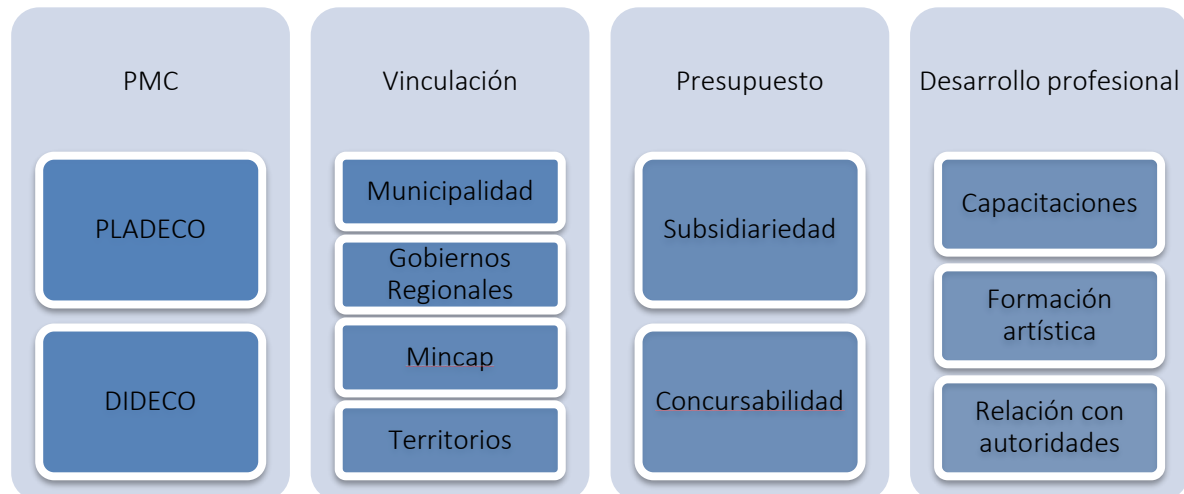 PMC
PLADECO
DIDECO
Vinculación
Municipalidad
Gobiernos
Regionales
Mincap
Territorios
Presupuesto
Subsidiariedad
Concursabilidad
Desarrollo profesional
Capacitaciones
Formación
artística
Relación con
autoridades